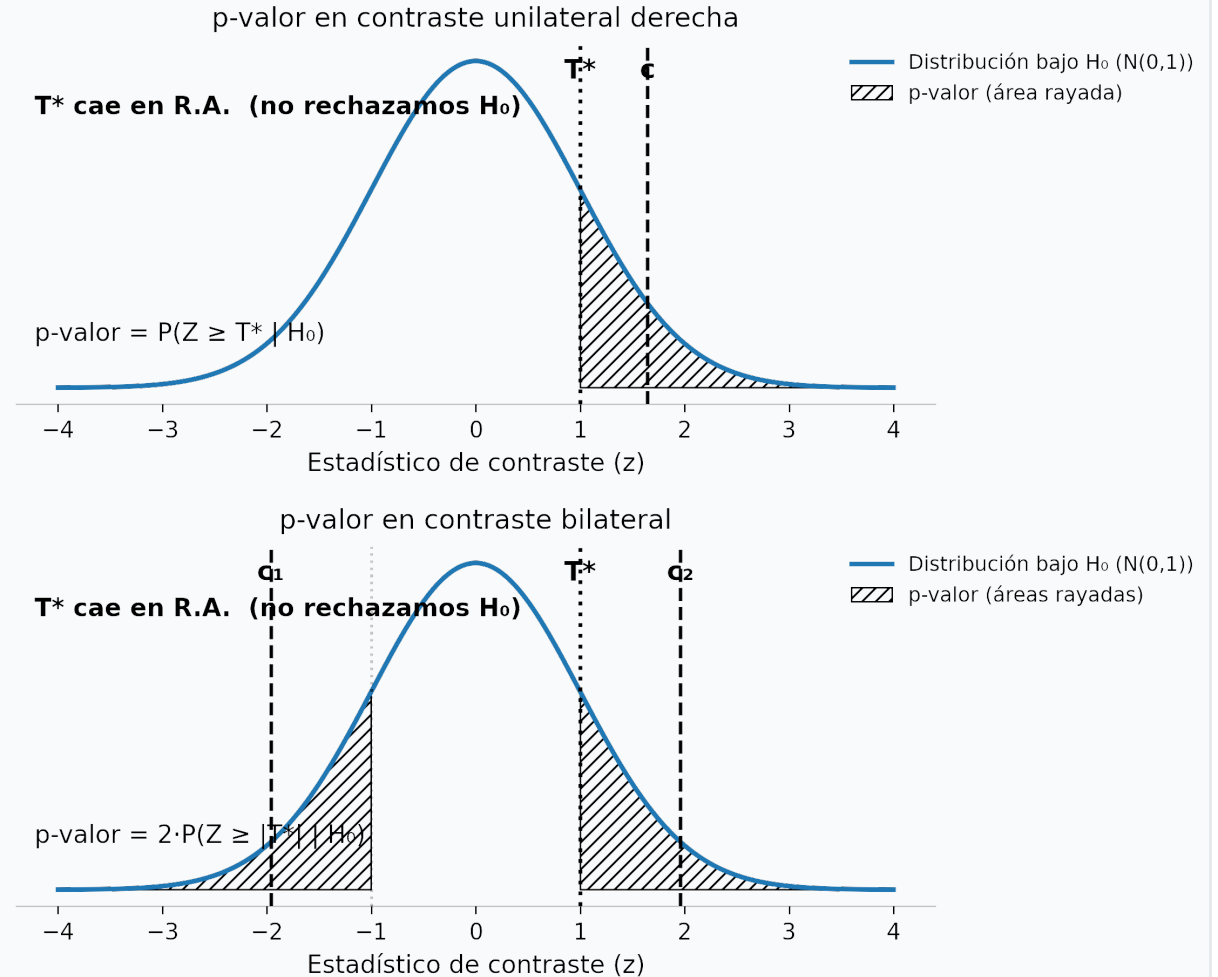 p-valor en contraste unilateral derecha
T* c
Distribución bajo H₀ (N(0,1))
p-valor (área rayada)
T* cae en R.A.  (no rechazamos H₀)
p-valor = P(Z ≥ T* | H₀)
−4 −3 −2 −1 0 1 2 3 4
Estadístico de contraste (z)
p-valor en contraste bilateral
c₁ T* c₂
Distribución bajo H₀ (N(0,1))
p-valor (áreas rayadas)
T* cae en R.A.  (no rechazamos H₀)
p-valor = 2·P(Z ≥ |T*| | H₀)
−4 −3 −2 −1 0 1 2 3 4
Estadístico de contraste (z)